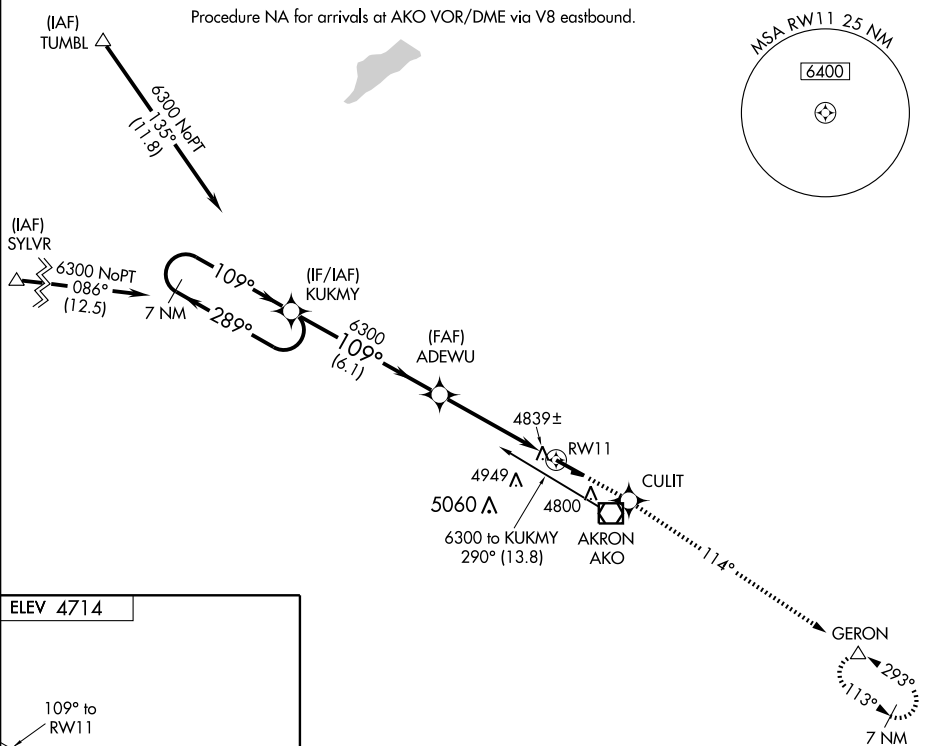 Procedure NA for arrivals at AKO VOR/DME via V8 eastbound.
(IAF)
TUMBL
6300 NoPT
135°
(11.8)
MSA RW11 25 NM
6400
(IAF)
SYLVR
6300 NoPT
086°
(12.5)
7 NM
109°
289°
(IF/IAF)
KUKMY
6300
109°
(6.1)
(FAF)
ADEWU
4839±
RW11
4949
5060
4800
CULIT
6300 to KUKMY
290° (13.8)
AKRON
AKO
114°
GERON
293°
113°
7 NM
ELEV 4714
109° to
RW11